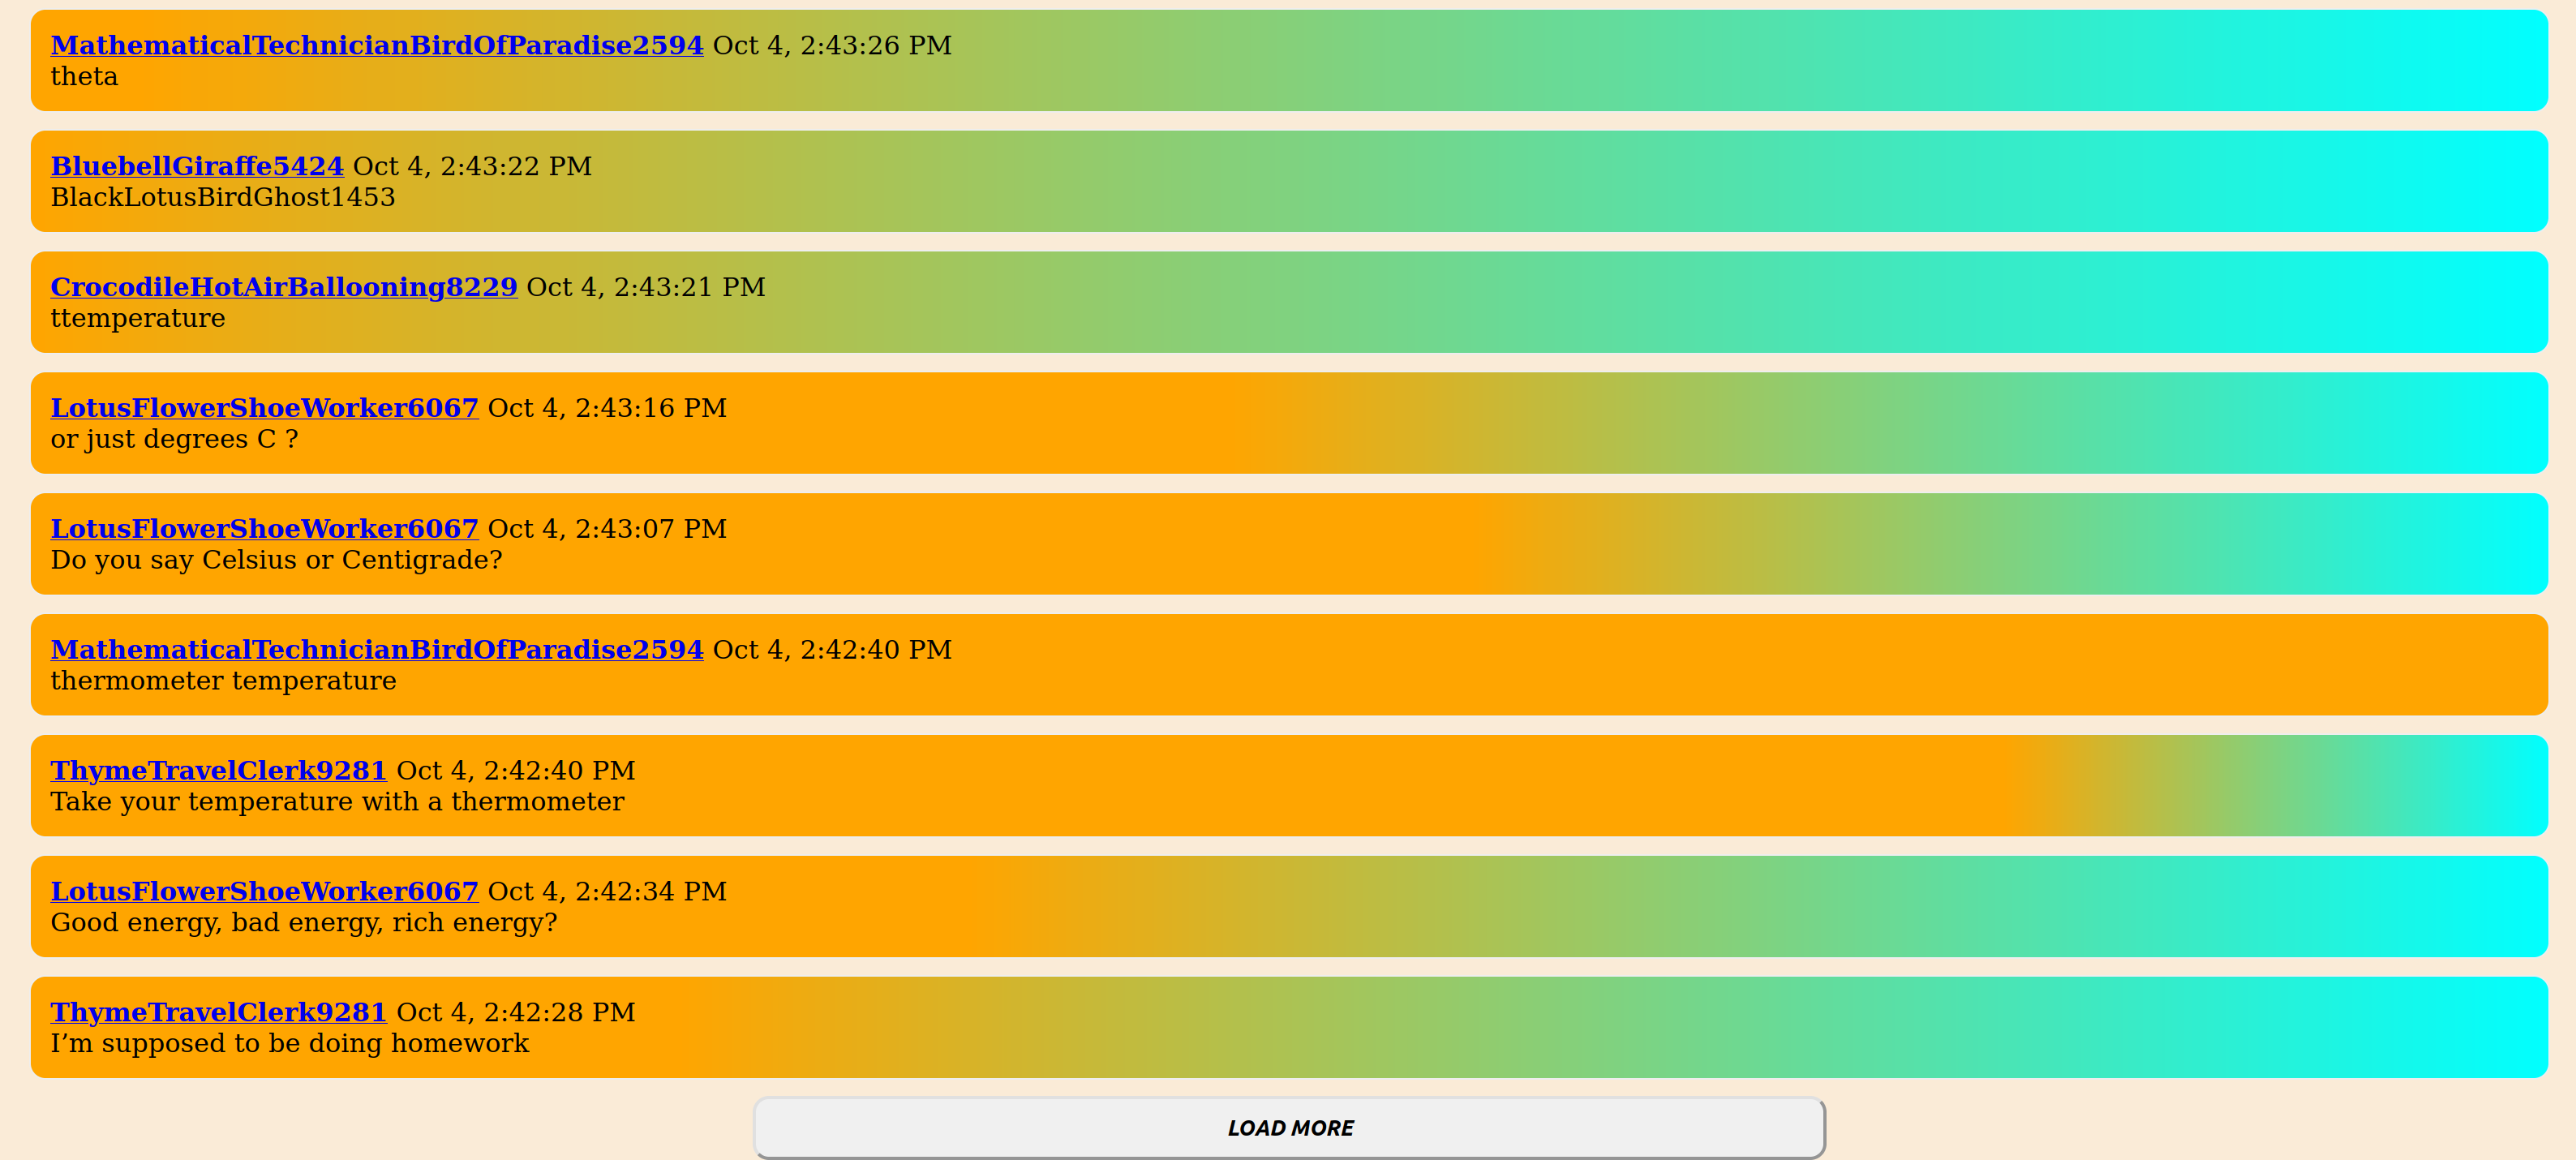 MathematicalTechnicianBirdOfParadise2594 Oct 4, 2:43:26 PM
theta
BluebellGiraffe5424 Oct 4, 2:43:22 PM
BlackLotusBirdGhost1453
CrocodileHotAirBallooning8229 Oct 4, 2:43:21 PM
ttemperature
LotusFlowerShoeWorker6067 Oct 4, 2:43:16 PM
or just degrees C ?
LotusFlowerShoeWorker6067 Oct 4, 2:43:07 PM
Do you say Celsius or Centigrade?
MathematicalTechnicianBirdOfParadise2594 Oct 4, 2:42:40 PM
thermometer temperature
ThymeTravelClerk9281 Oct 4, 2:42:40 PM
Take your temperature with a thermometer
LotusFlowerShoeWorker6067 Oct 4, 2:42:34 PM
Good energy, bad energy, rich energy?
ThymeTravelClerk9281 Oct 4, 2:42:28 PM
I’m supposed to be doing homework
LOAD MORE